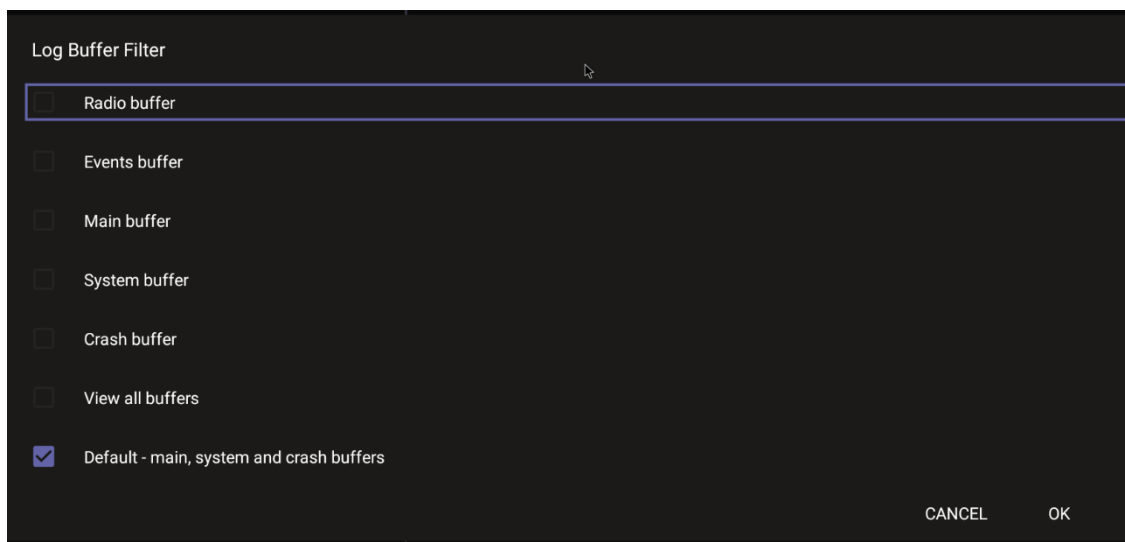 Log Buffer Filter
Radio buffer
Events buffer
Main buffer
System buffer
Crash buffer
View all buffers
Default - main, system and crash buffers
CANCEL OK